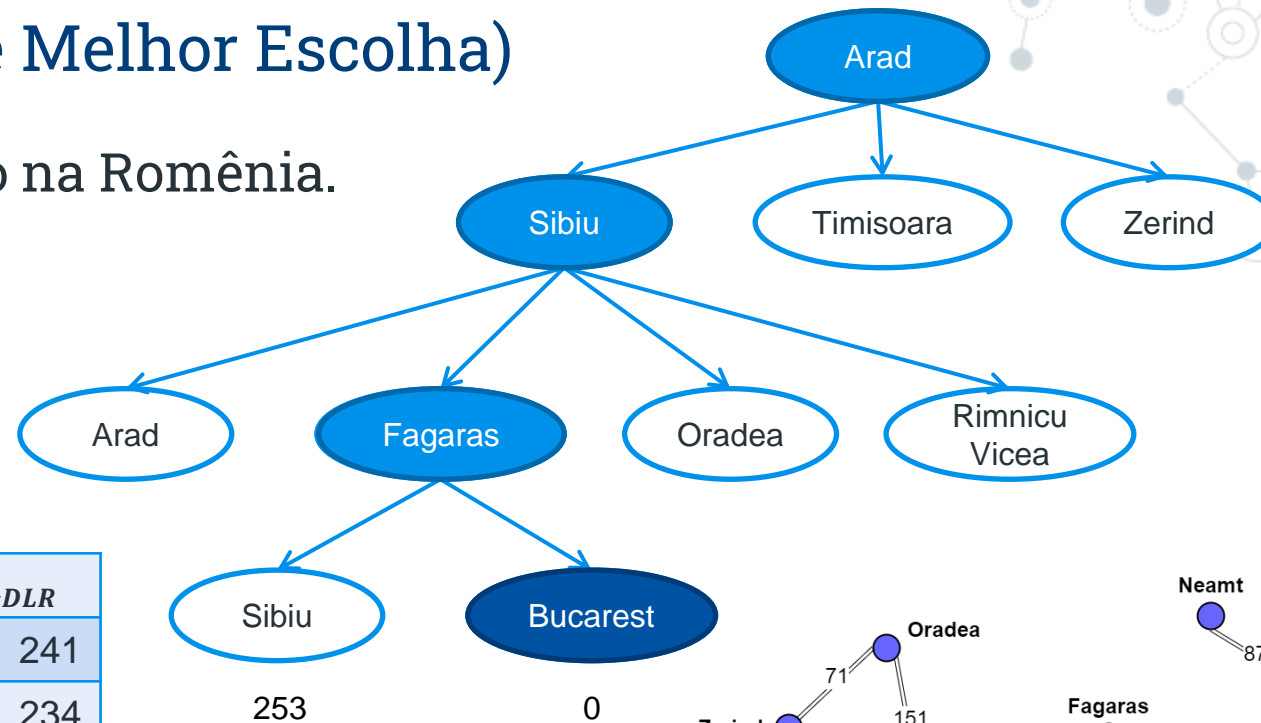 e Melhor Escolha)
o na Romênia.
Arad
Sibiu
Timisoara
Zerind
Arad
Fagaras
Oradea
Rimnicu
Vicea
Sibiu
Bucarest
253
0
DLR
241
234
Neamt
87
Oradea
71
151
Zerind
Fagaras